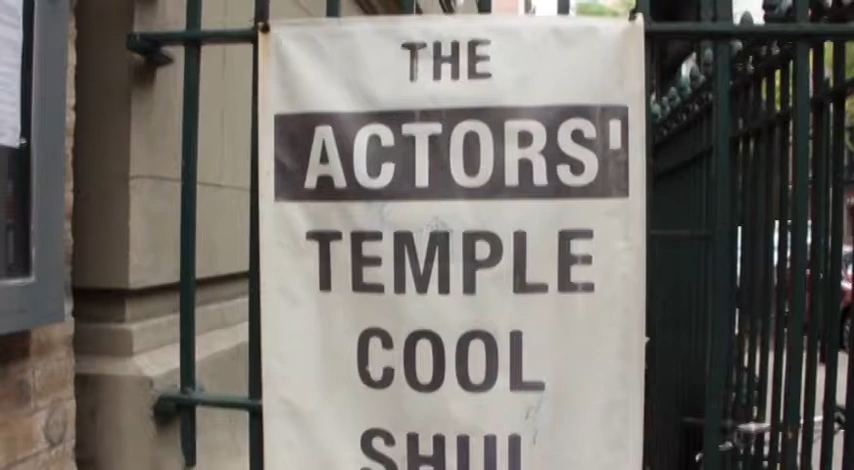 THE
ACTORS'
TEMPLE
COOL
SHUL